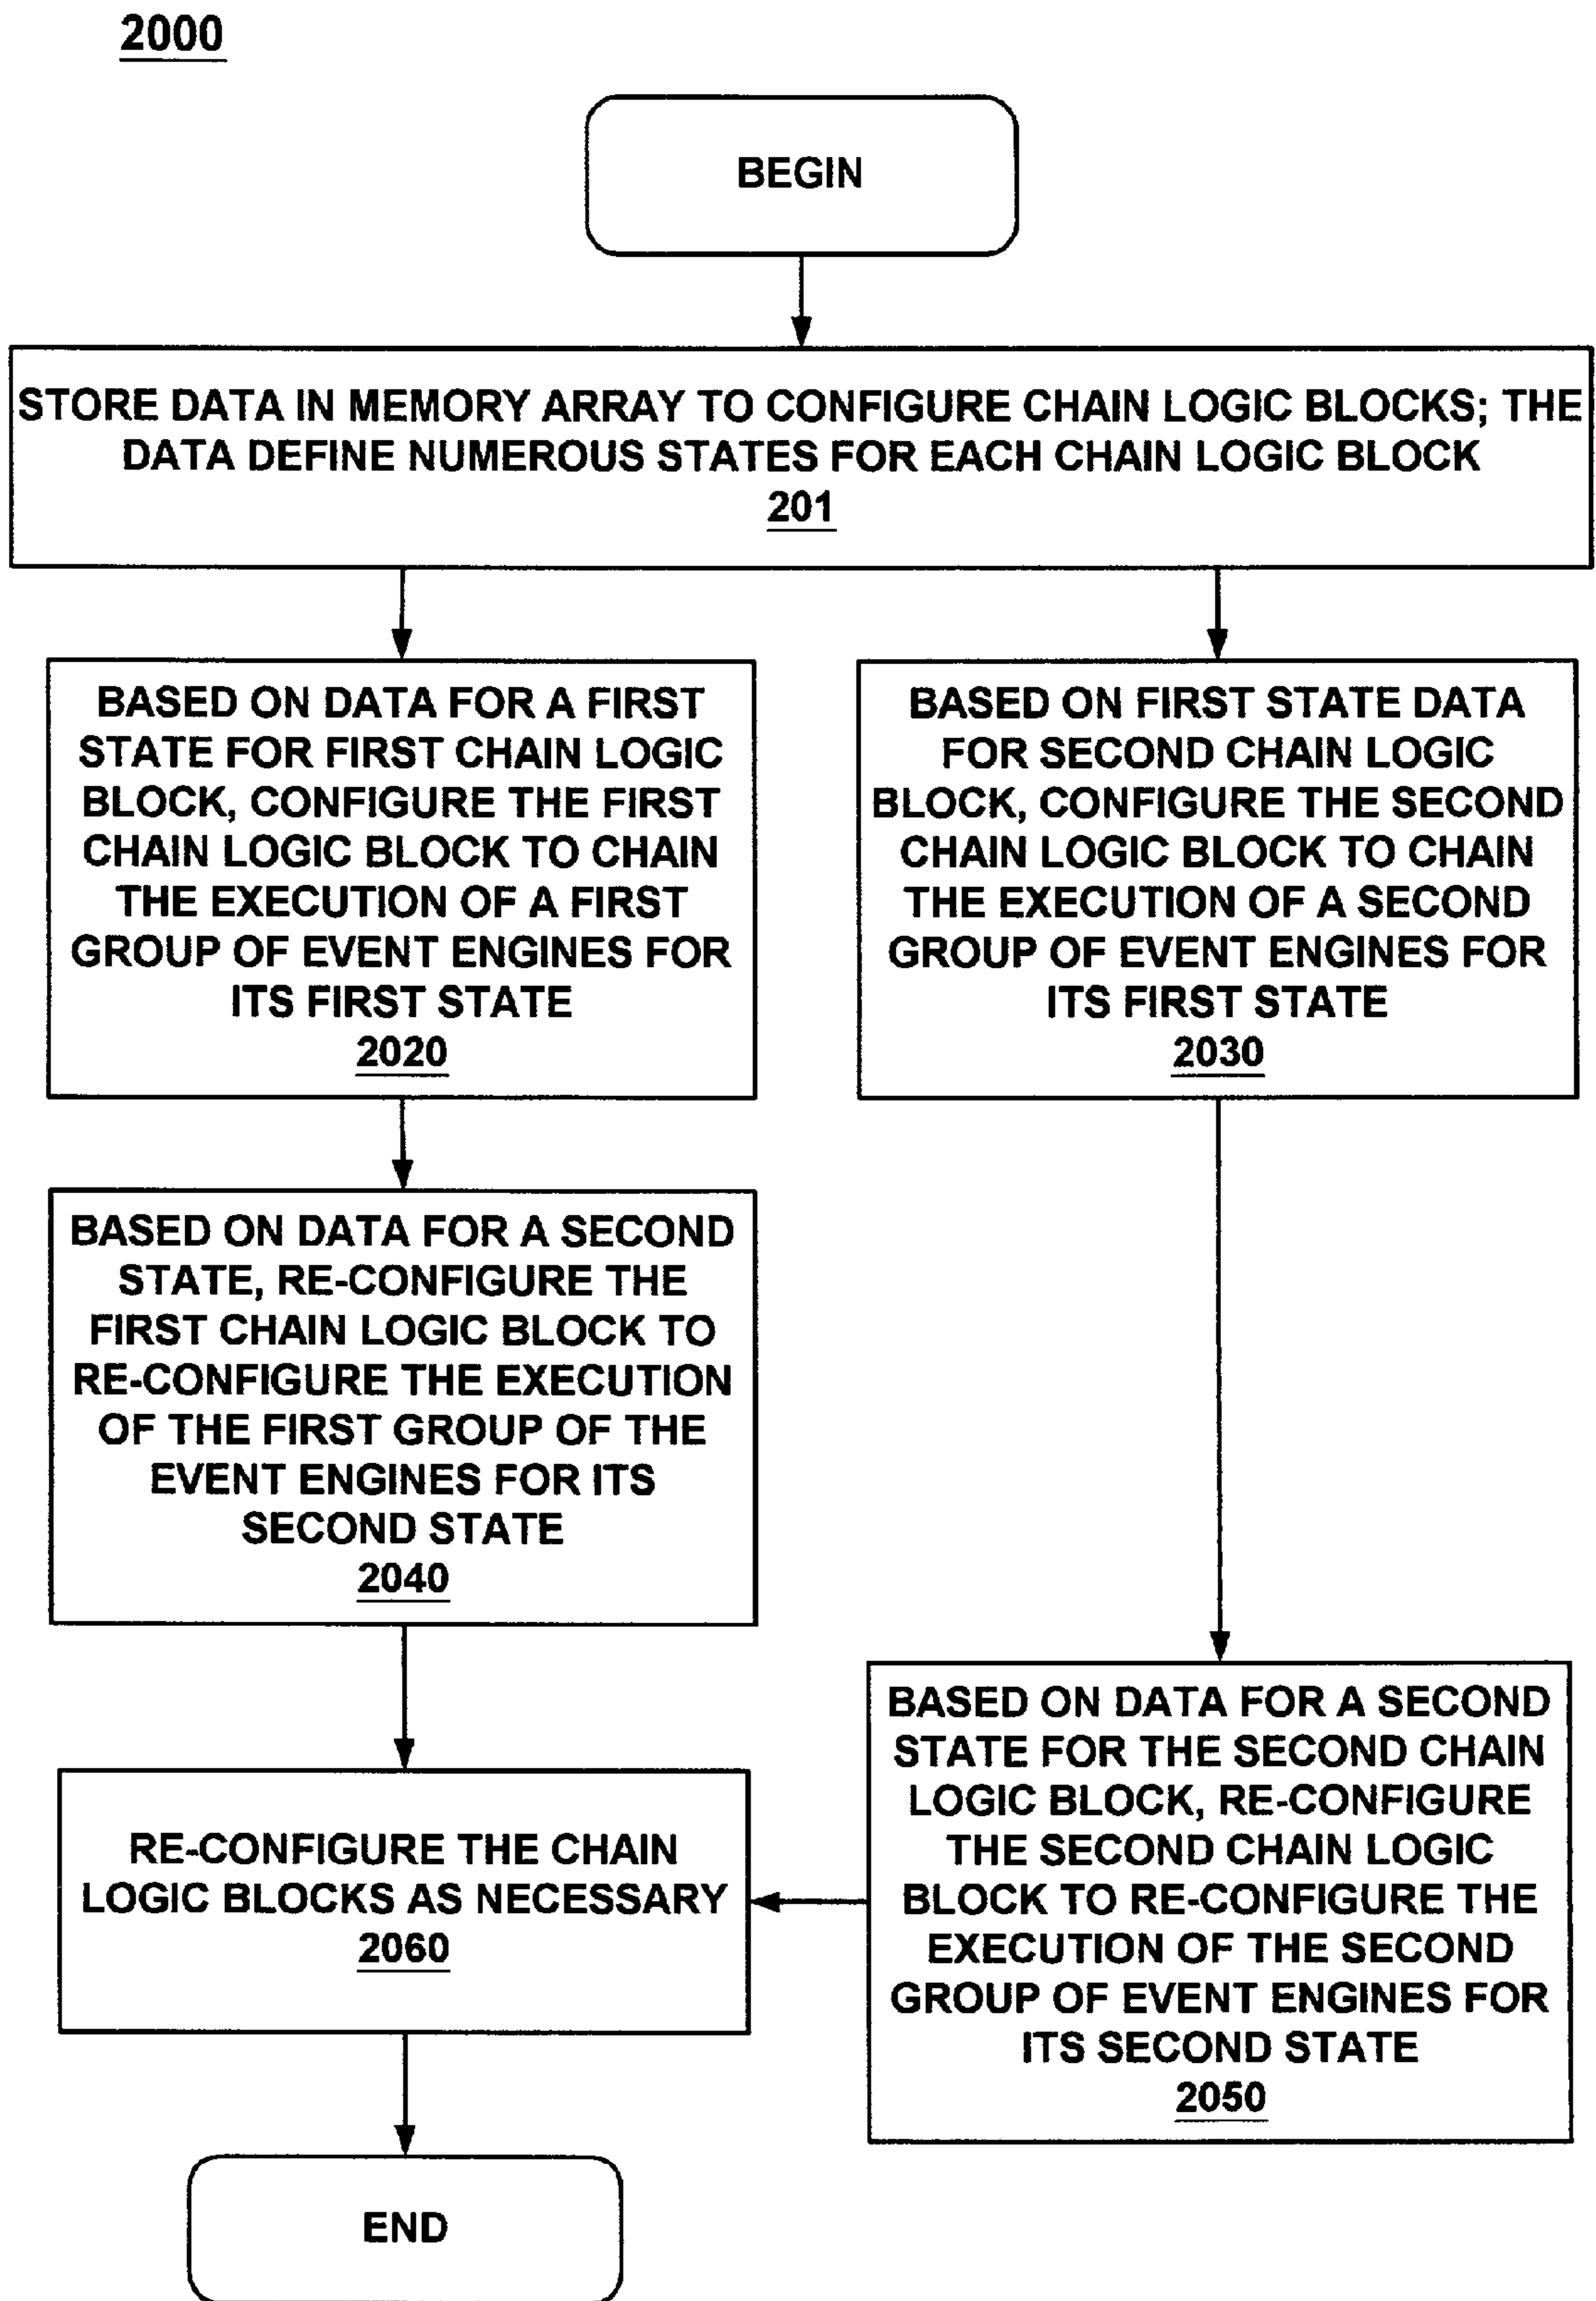 2000
BEGIN
STORE DATA IN MEMORY ARRAY TO CONFIGURE CHAIN LOGIC BLOCKS; THE
DATA DEFINE NUMEROUS STATES FOR EACH CHAIN LOGIC BLOCK
201
BASED ON DATA FOR A FIRST
STATE FOR FIRST CHAIN LOGIC
BLOCK, CONFIGURE THE FIRST
CHAIN LOGIC BLOCK TO CHAIN
THE EXECUTION OF A FIRST
GROUP OF EVENT ENGINES FOR
ITS FIRST STATE
2020
BASED ON FIRST STATE DATA
FOR SECOND CHAIN LOGIC
BLOCK, CONFIGURE THE SECOND
CHAIN LOGIC BLOCK TO CHAIN
THE EXECUTION OF A SECOND
GROUP OF EVENT ENGINES FOR
ITS FIRST STATE
2030
BASED ON DATA FOR A SECOND
STATE, RE-CONFIGURE THE
FIRST CHAIN LOGIC BLOCK TO
RE-CONFIGURE THE EXECUTION
OF THE FIRST GROUP OF THE
EVENT ENGINES FOR ITS
SECOND STATE
2040
BASED ON DATA FOR A SECOND
STATE FOR THE SECOND CHAIN
LOGIC BLOCK, RE-CONFIGURE
THE SECOND CHAIN LOGIC
BLOCK TO RE-CONFIGURE THE
EXECUTION OF THE SECOND
GROUP OF EVENT ENGINES FOR
ITS SECOND STATE
2050
RE-CONFIGURE THE CHAIN
LOGIC BLOCKS AS NECESSARY
2060
END